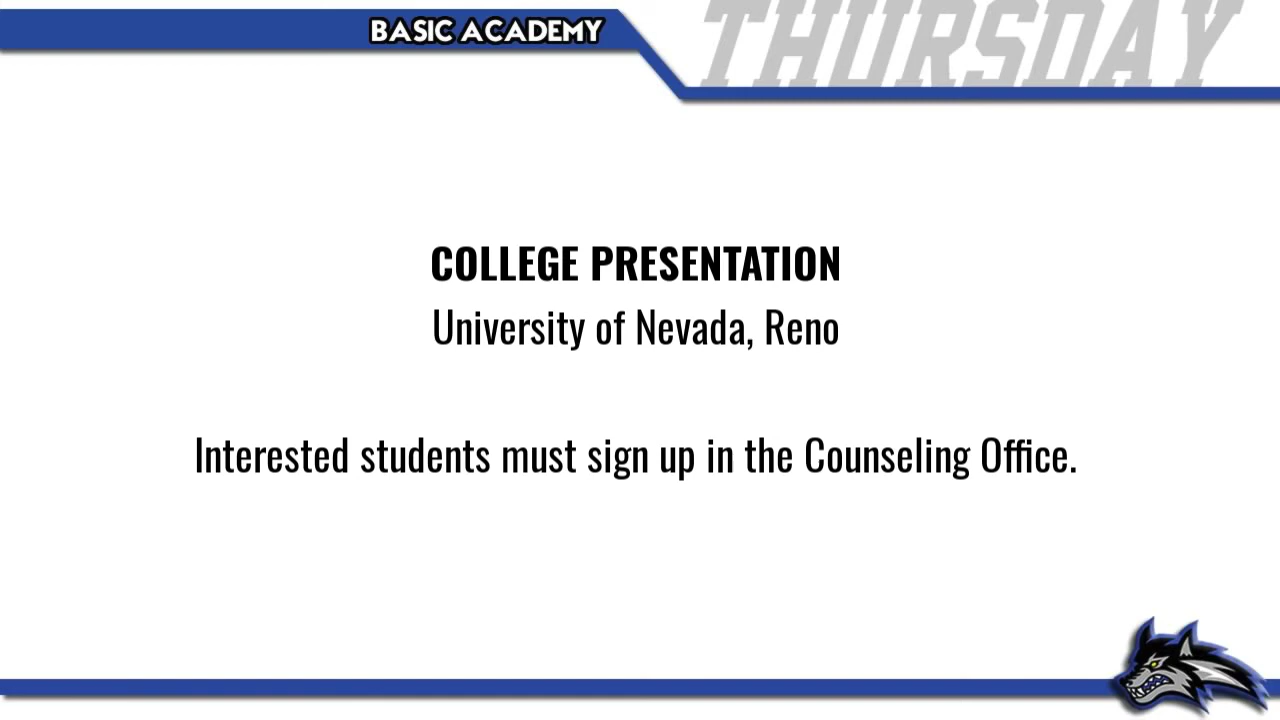 BASIC ACADEMY
THURSDAY
COLLEGE PRESENTATION
University of Nevada, Reno
Interested students must sign up in the Counseling Office.